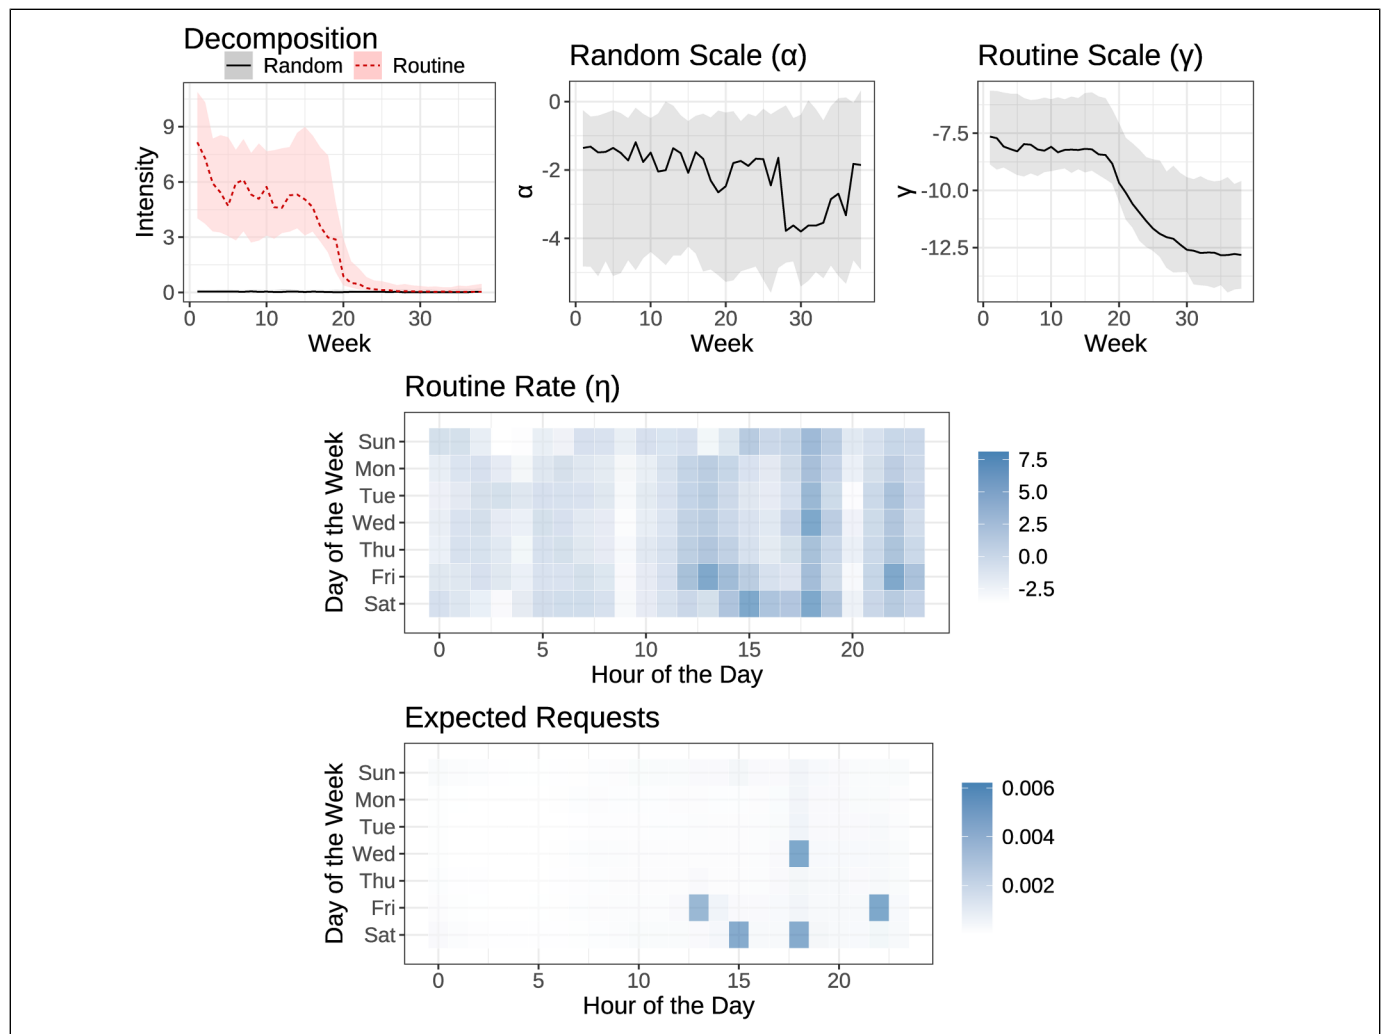 Decomposition
Random Routine
Intensity
9
6
3
0
0 10 20 30
Week
Random Scale (α)
α
0
-2
-4
0 10 20 30
Week
Routine Scale (γ)
γ
-7.5
-10.0
-12.5
0 10 20 30
Week
Routine Rate (η)
Day of the Week
Sun
Mon
Tue
Wed
Thu
Fri
Sat
0 5 10 15 20
Hour of the Day
7.5
5.0
2.5
0.0
-2.5
Expected Requests
Day of the Week
Sun
Mon
Tue
Wed
Thu
Fri
Sat
0 5 10 15 20
Hour of the Day
0.006
0.004
0.002